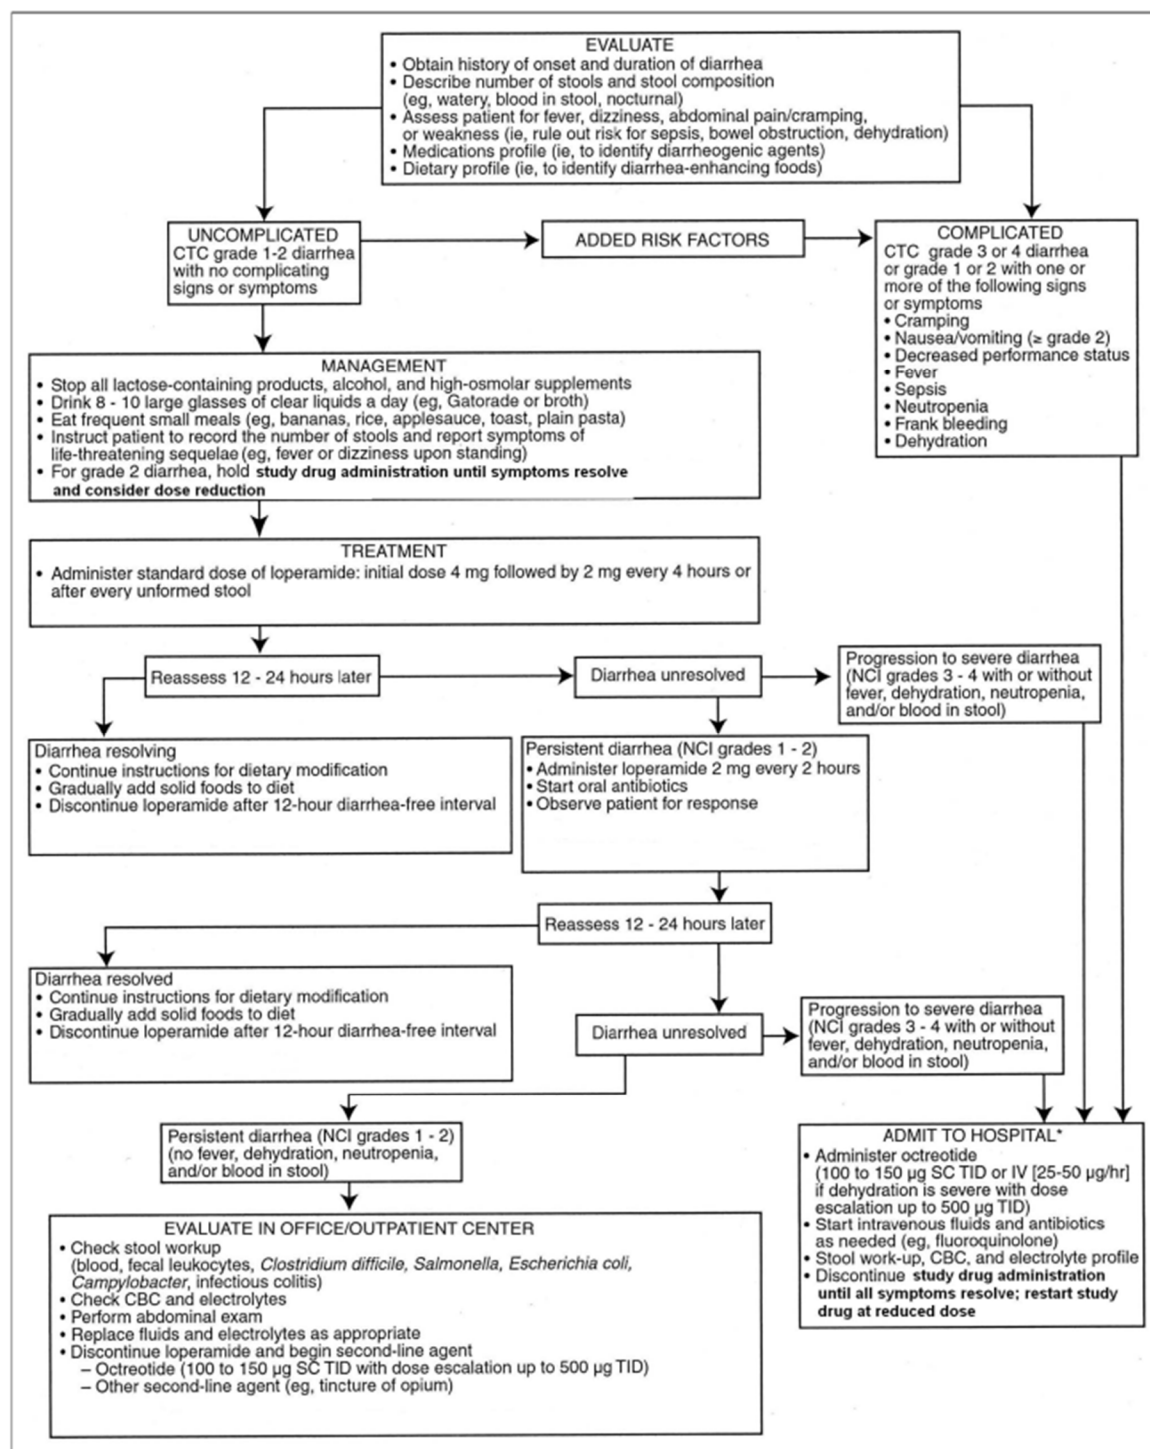 EVALUATE
• Obtain history of onset and duration of diarrhea
• Describe number of stools and stool composition
(eg, watery, blood in stool, nocturnal)
• Assess patient for fever, dizziness, abdominal pain/cramping,
or weakness (ie, rule out risk for sepsis, bowel obstruction, dehydration)
• Medications profile (ie, to identify diarrheogenic agents)
• Dietary profile (ie, to identify diarrhea-enhancing foods)
UNCOMPLICATED
CTC grade 1-2 diarrhea
with no complicating
signs or symptoms
ADDED RISK FACTORS
COMPLICATED
CTC grade 3 or 4 diarrhea
or grade 1 or 2 with one or
more of the following signs
or symptoms
• Cramping
• Nausea/vomiting (≥ grade 2)
• Decreased performance status
• Fever
• Sepsis
• Neutropenia
• Frank bleeding
• Dehydration
MANAGEMENT
• Stop all lactose-containing products, alcohol, and high-osmolar supplements
• Drink 8 - 10 large glasses of clear liquids a day (eg, Gatorade or broth)
• Eat frequent small meals (eg, bananas, rice, applesauce, toast, plain pasta)
• Instruct patient to record the number of stools and report symptoms of
life-threatening sequelae (eg, fever or dizziness upon standing)
• For grade 2 diarrhea, hold study drug administration until symptoms resolve
and consider dose reduction
TREATMENT
• Administer standard dose of loperamide: initial dose 4 mg followed by 2 mg every 4 hours or
after every unformed stool
Reassess 12 - 24 hours later
Diarrhea unresolved
Progression to severe diarrhea
(NCI grades 3 - 4 with or without
fever, dehydration, neutropenia,
and/or blood in stool)
Diarrhea resolving
• Continue instructions for dietary modification
• Gradually add solid foods to diet
• Discontinue loperamide after 12-hour diarrhea-free interval
Persistent diarrhea (NCI grades 1 - 2)
• Administer loperamide 2 mg every 2 hours
• Start oral antibiotics
• Observe patient for response
Reassess 12 - 24 hours later
Diarrhea resolved
• Continue instructions for dietary modification
• Gradually add solid foods to diet
• Discontinue loperamide after 12-hour diarrhea-free interval
Diarrhea unresolved
Progression to severe diarrhea
(NCI grades 3 - 4 with or without
fever, dehydration, neutropenia,
and/or blood in stool)
Persistent diarrhea (NCI grades 1 - 2)
(no fever, dehydration, neutropenia,
and/or blood in stool)
ADMIT TO HOSPITAL*
• Administer octreotide
(100 to 150 µg SC TID or IV [25-50 µg/hr]
if dehydration is severe with dose
escalation up to 500 µg TID)
• Start intravenous fluids and antibiotics
as needed (eg, fluoroquinolone)
• Stool work-up, CBC, and electrolyte profile
• Discontinue study drug administration
until all symptoms resolve; restart study
drug at reduced dose
EVALUATE IN OFFICE/OUTPATIENT CENTER
• Check stool workup
(blood, fecal leukocytes, Clostridium difficile, Salmonella, Escherichia coli,
Campylobacter, infectious colitis)
• Check CBC and electrolytes
• Perform abdominal exam
• Replace fluids and electrolytes as appropriate
• Discontinue loperamide and begin second-line agent
– Octreotide (100 to 150 µg SC TID with dose escalation up to 500 µg TID)
– Other second-line agent (eg, tincture of opium)